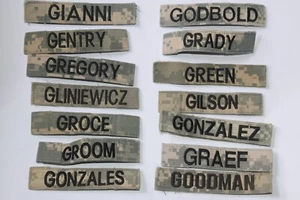 GIANNI
GENTRY
GREGORY
GLINIEWICZ
GROCE
GROOM
GONZALES
GODBOLD
GRADY
GREEN
GILSON
GONZALEZ
GRAEF
GOODMAN